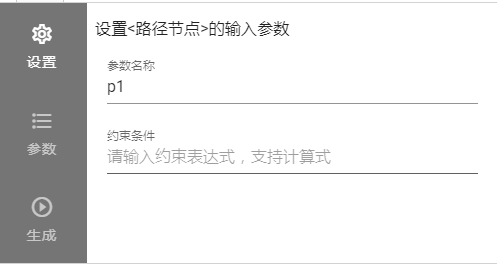 设置
参数
生成
设置<路径节点>的输入参数
参数名称
p1
约束条件
请输入约束表达式，支持计算式